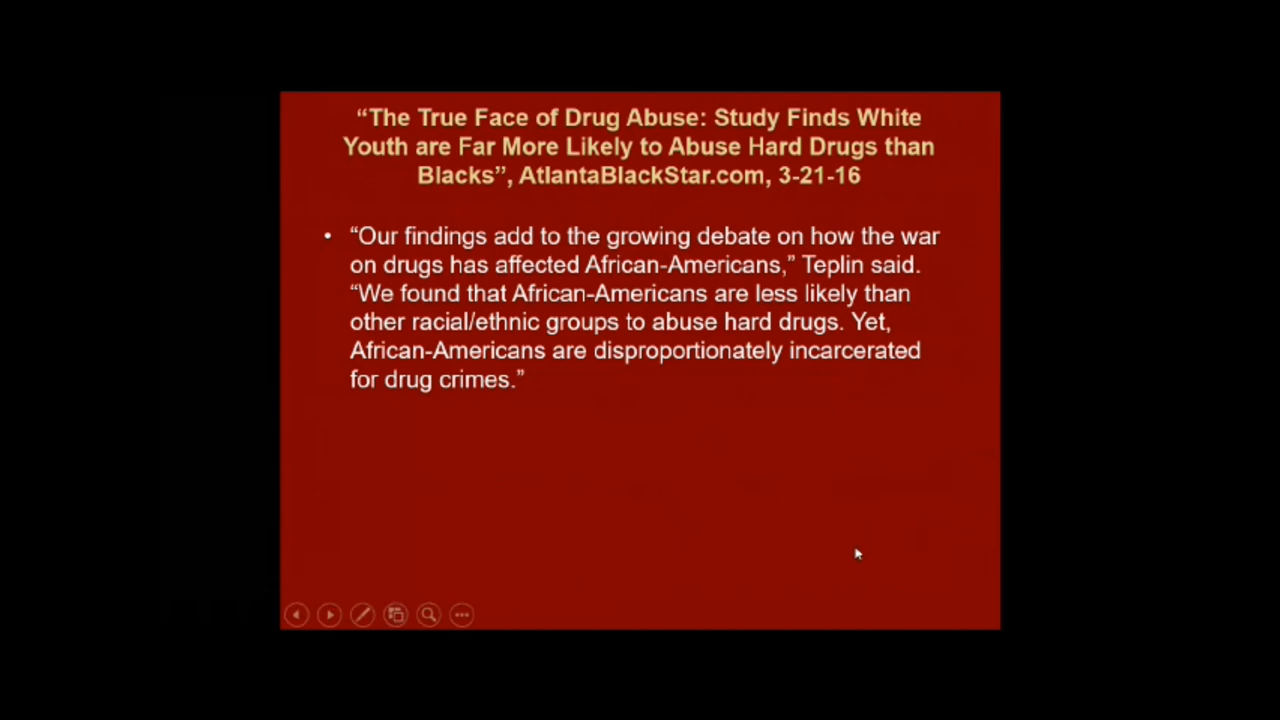 “The True Face of Drug Abuse: Study Finds White
Youth are Far More Likely to Abuse Hard Drugs than
Blacks”, AtlantaBlackStar.com, 3-21-16
• “Our findings add to the growing debate on how the war
on drugs has affected African-Americans,” Teplin said.
“We found that African-Americans are less likely than
other racial/ethnic groups to abuse hard drugs. Yet,
African-Americans are disproportionately incarcerated
for drug crimes.”